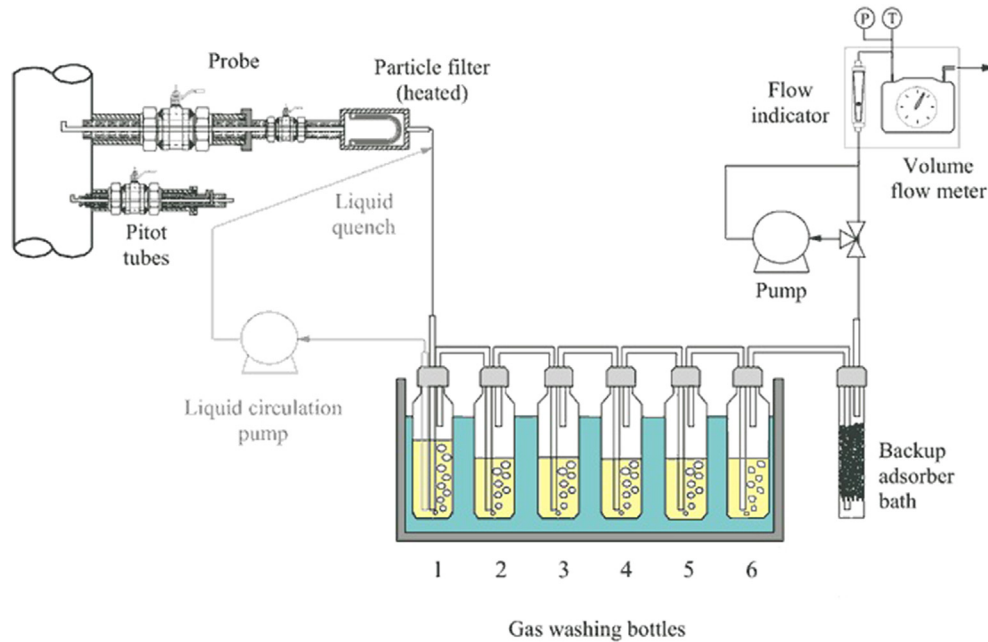 P T
Probe
Particle filter
(heated)
Flow
indicator
Volume
flow meter
Liquid
quench
Pitot
tubes
Pump
Liquid circulation
pump
Backup
adsorber
bath
1 2 3 4 5 6
Gas washing bottles